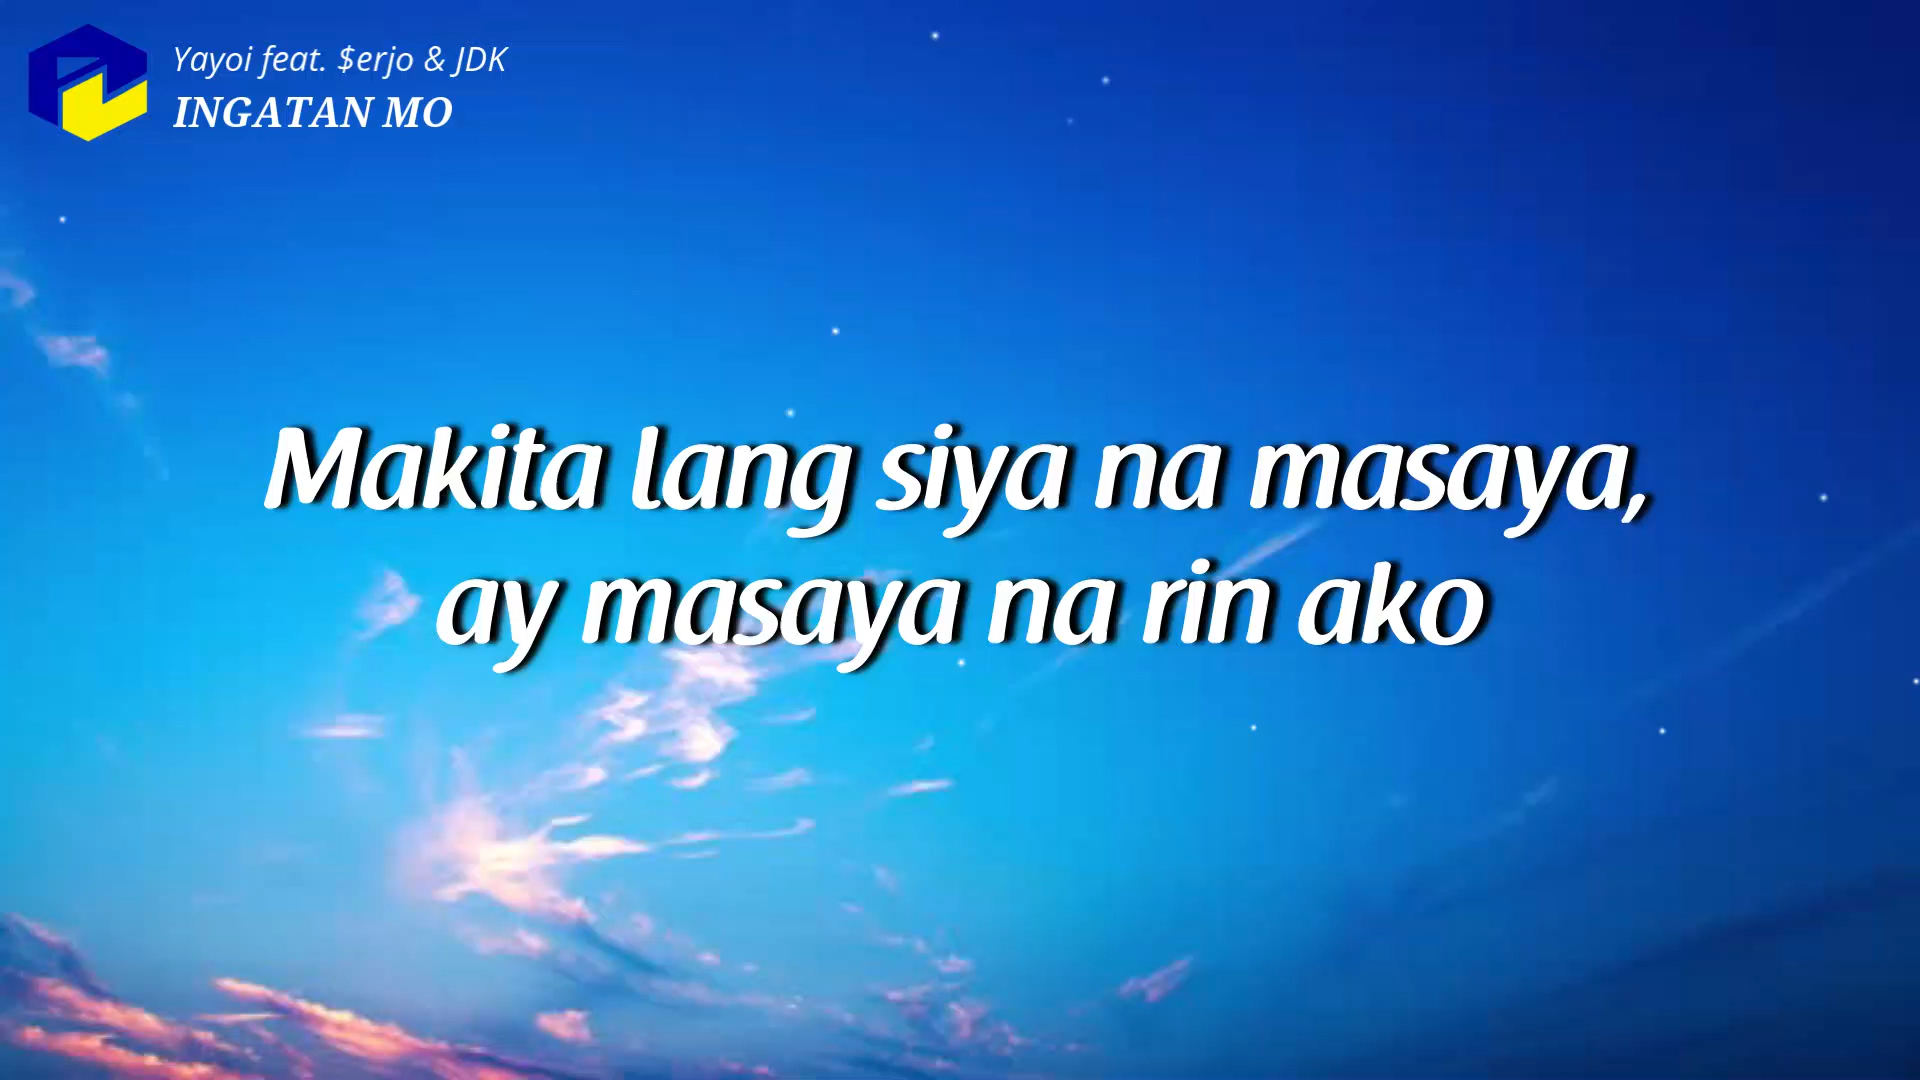 Yayoi feat. $erjo & JDK
INGATAN MO
Makita lang siya na masaya,
ay masaya na rin ako